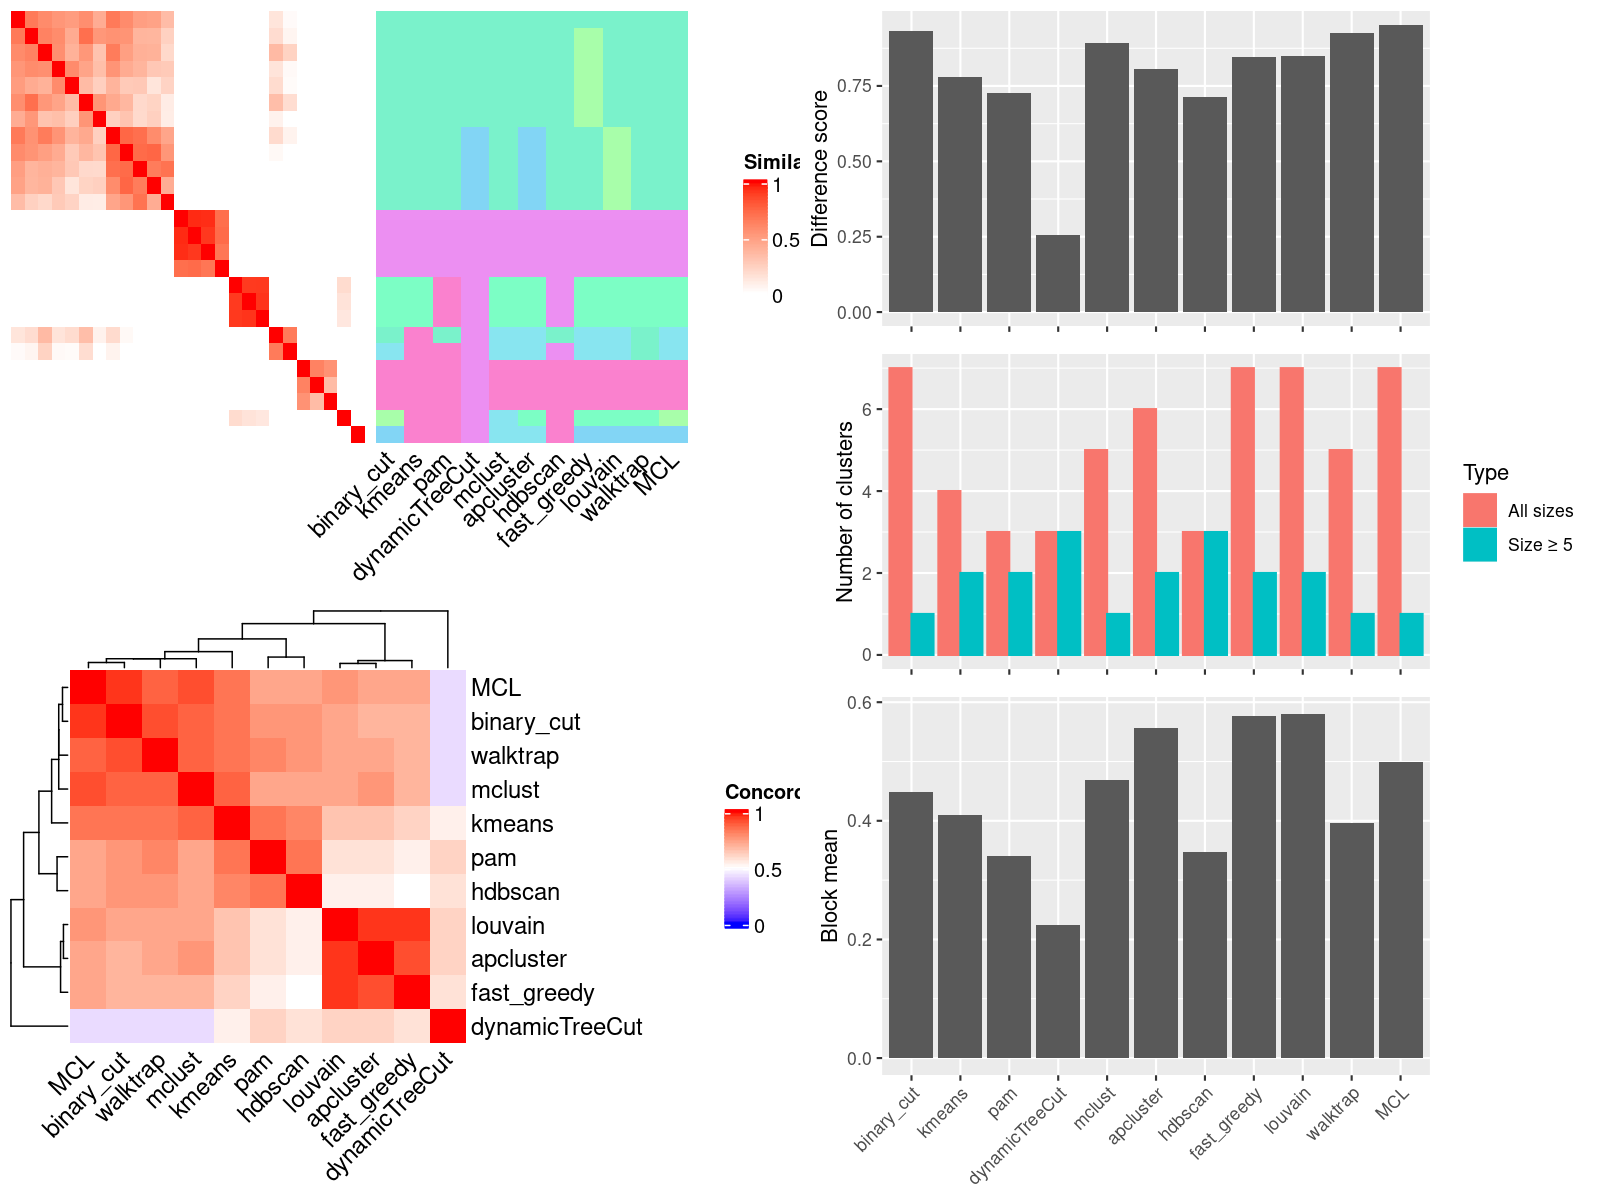 Simila
1
0.5
0
binary_cut
kmeans
pam
dynamicTreeCut
mclust
apcluster
hdbscan
fast_greedy
louvain
walktrap
MCL
MCL
binary_cut
walktrap
mclust
kmeans
pam
hdbscan
louvain
apcluster
fast_greedy
dynamicTreeCut
Concord
1
0.5
0
MCL
binary_cut
walktrap
mclust
kmeans
pam
hdbscan
louvain
apcluster
fast_greedy
dynamicTreeCut
Difference score
0.75
0.50
0.25
0.00
Number of clusters
6
4
2
0
Type
All sizes
Size ≥ 5
Block mean
0.6
0.4
0.2
0.0
binary_cut
kmeans
pam
dynamicTreeCut
mclust
apcluster
hdbscan
fast_greedy
louvain
walktrap
MCL